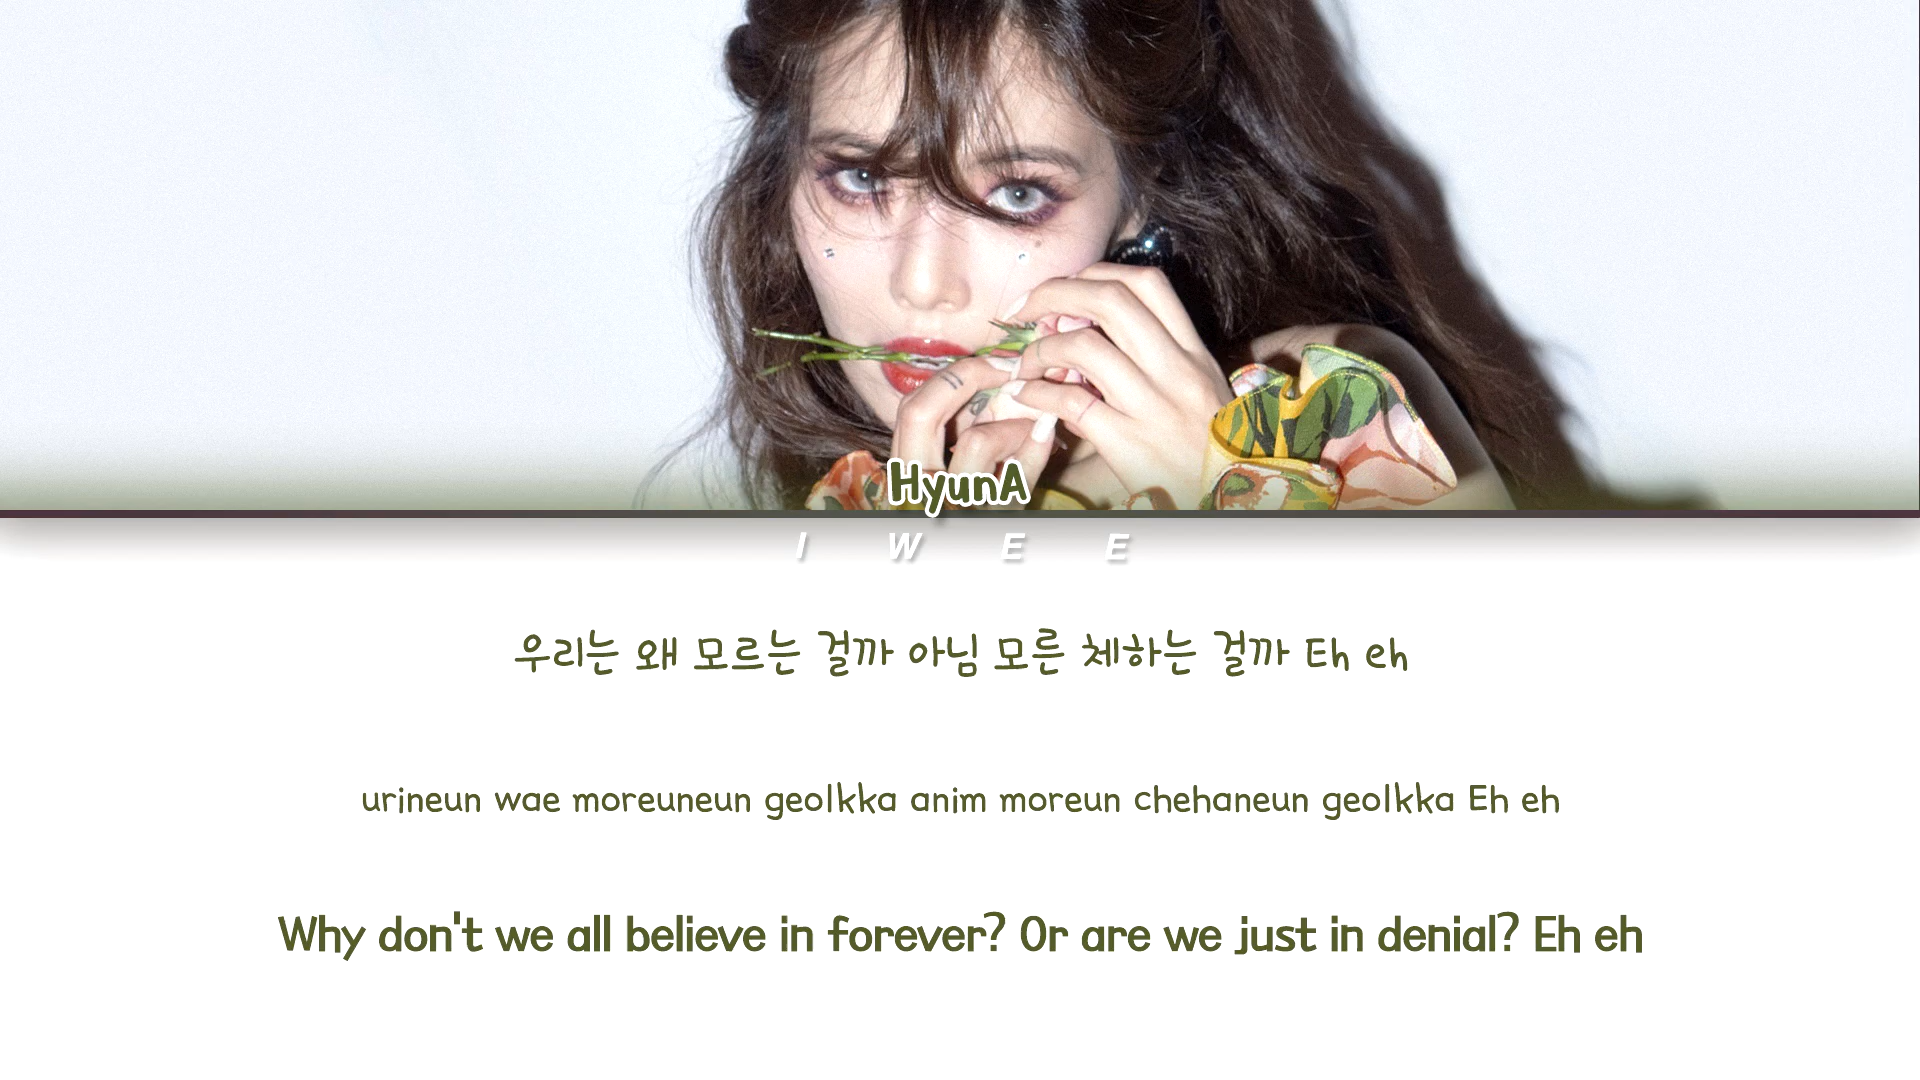 HyunA
I W E E
우리는 왜 모르는 걸까 아님 모른 체하는 걸까 Eh eh
urineun wae moreuneun geolkka anim moreun chehaneun geolkka Eh eh
Why don't we all believe in forever? Or are we just in denial? Eh eh